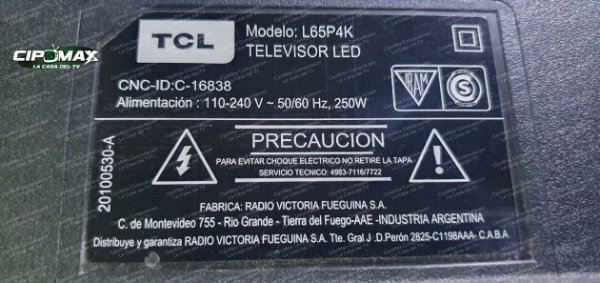 CIPOMAX
LA CASA DEL TV
TCL
Modelo: L65P4K
TELEVISOR LED
CNC-ID:C-16838
Alimentación : 110-240 V ~ 50/60 Hz, 250W
IRAM
S
20100530-A
PRECAUCION
PARA EVITAR CHOQUE ELECTRICO NO RETIRE LA TAPA
SERVICIO TECNICO: 4983-7116/7722
FABRICA: RADIO VICTORIA FUEGUINA S.A.
C. de Montevideo 755 - Rio Grande - Tierra del Fuego-AAE -INDUSTRIA ARGENTINA
Distribuye y garantiza RADIO VICTORIA FUEGUINA S.A. Tte. Gral J .D.Perón 2825-C1198AAA- C.A.B.A